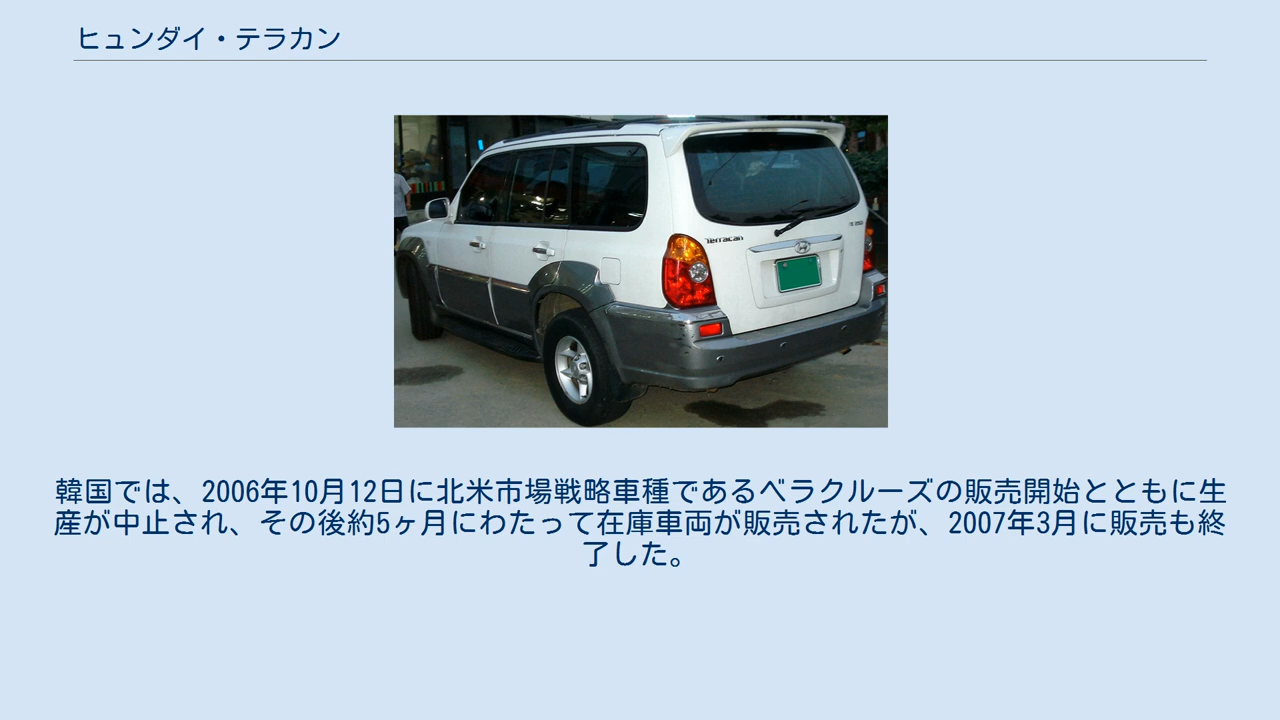 ヒュンダイ・テラカン
Terracan
韓国では、2006年10月12日に北米市場戦略車種であるベラクルーズの販売開始とともに生
産が中止され、その後約5ヶ月にわたって在庫車両が販売されたが、2007年3月に販売も終
了した。